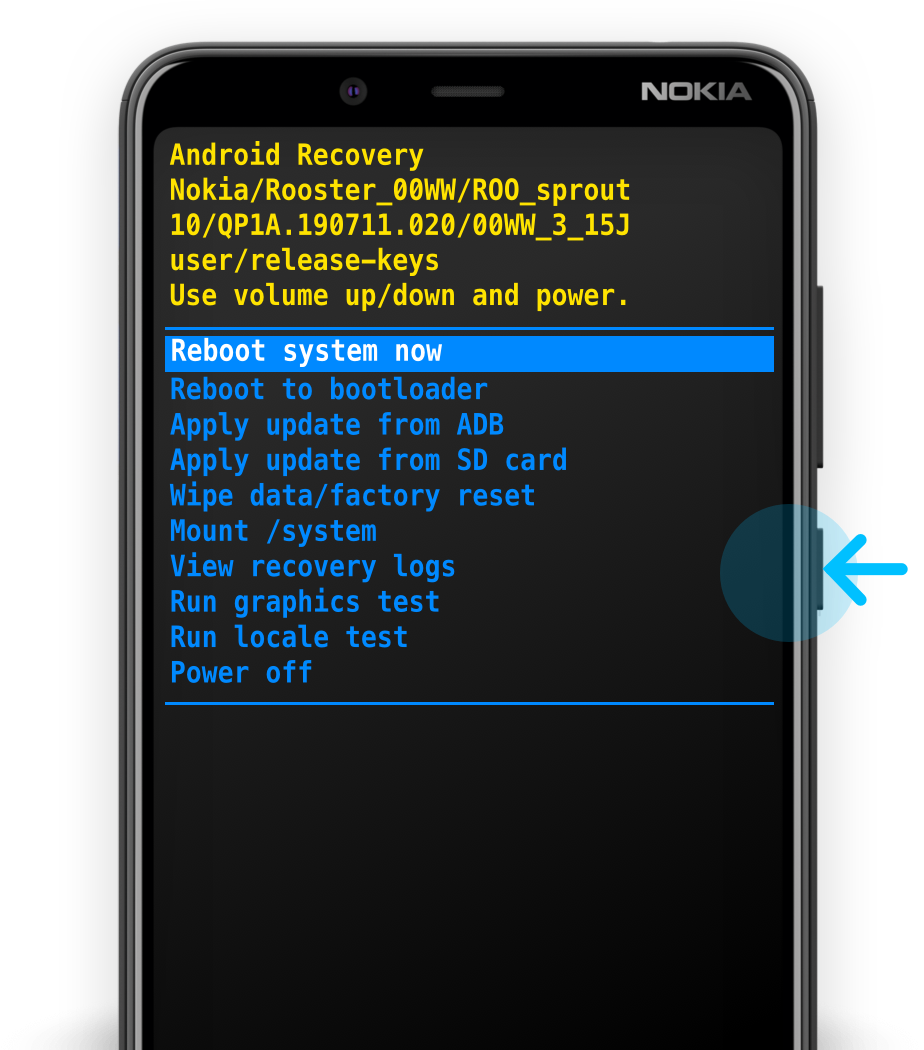 NOKIA
Android Recovery
Nokia/Rooster_00WW/ROO_sprout
10/QP1A.190711.020/00WW_3_15J
user/release-keys
Use volume up/down and power.
Reboot system now
Reboot to bootloader
Apply update from ADB
Apply update from SD card
Wipe data/factory reset
Mount /system
View recovery logs
Run graphics test
Run locale test
Power off